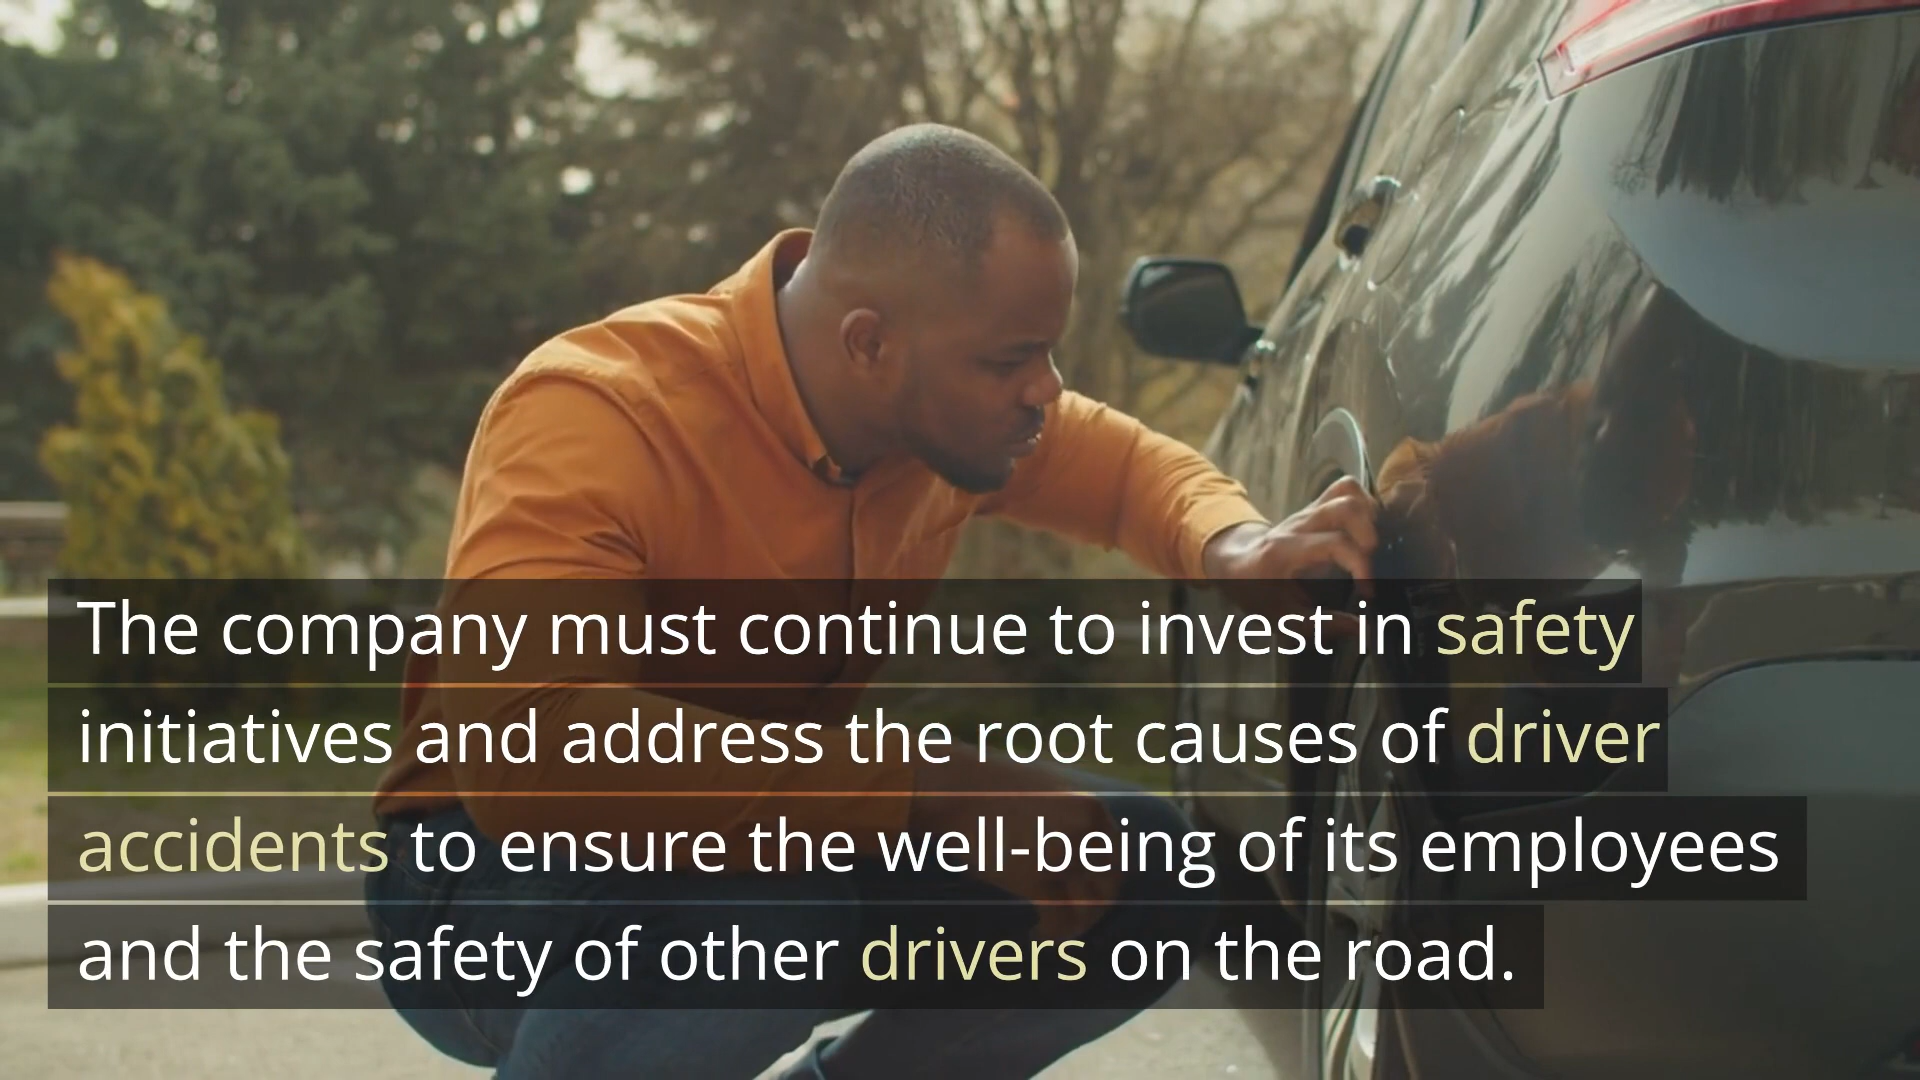 The company must continue to invest in safety
initiatives and address the root causes of driver
accidents to ensure the well-being of its employees
and the safety of other drivers on the road.